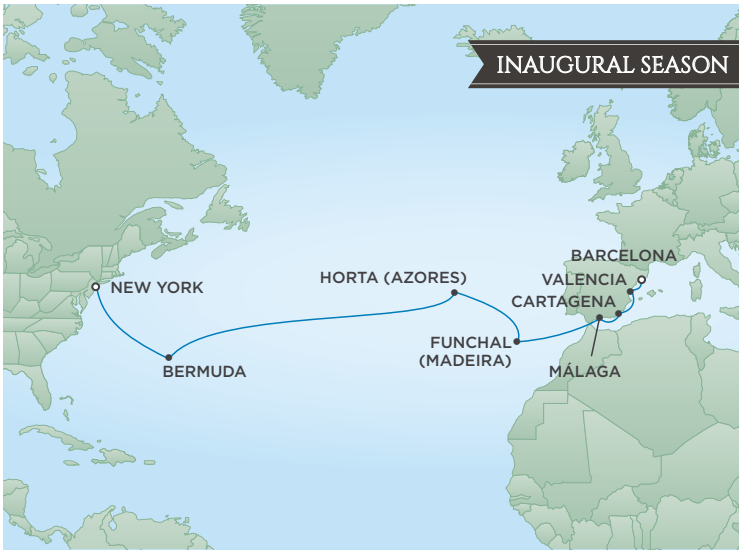 INAUGURAL SEASON
BARCELONA
HORTA (AZORES)
VALENCIA
NEW YORK
CARTAGENA
FUNCHAL
(MADEIRA)
BERMUDA
MÁLAGA